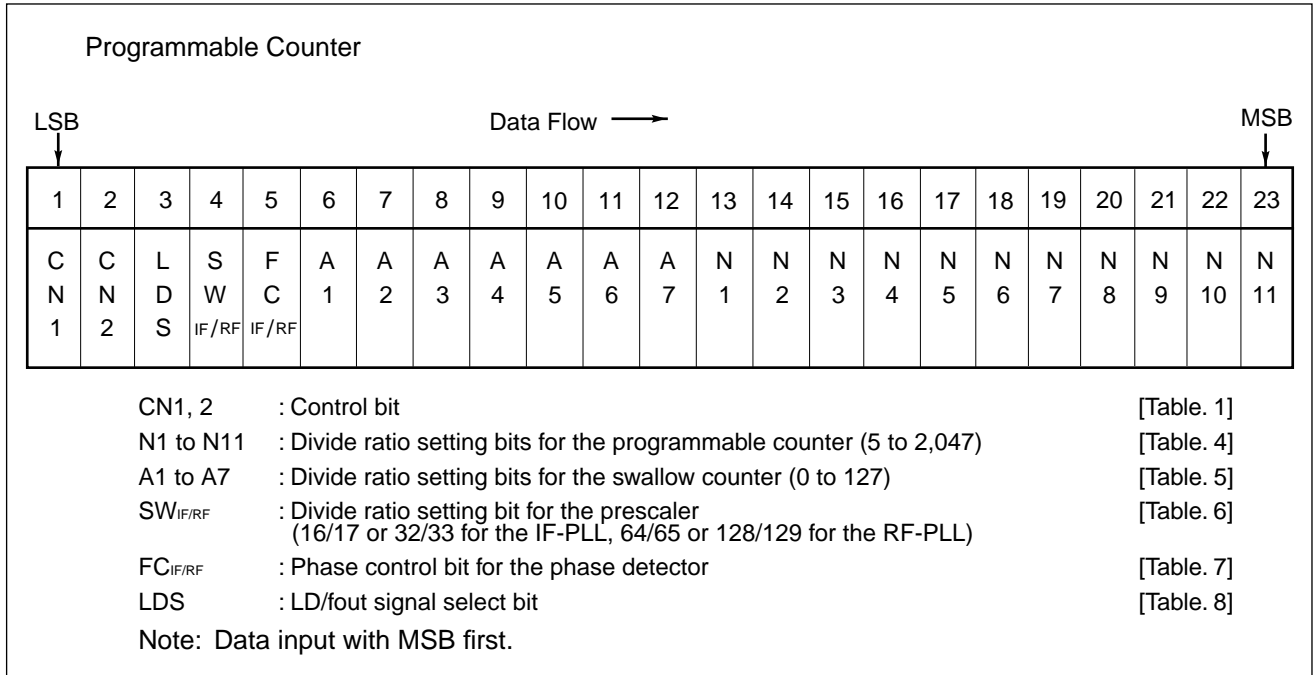 Programmable Counter
LSB Data Flow MSB
1 2 3 4 5 6 7 8 9 10 11 12 13 14 15 16 17 18 19 20 21 22 23
C C L S F A A A A A A A N N N N N N N N N N N
N N D W C 1 2 3 4 5 6 7 1 2 3 4 5 6 7 8 9 10 11
1 2 S IF/RF IF/RF
CN1, 2 : Control bit [Table. 1]
N1 to N11 : Divide ratio setting bits for the programmable counter (5 to 2,047) [Table. 4]
A1 to A7 : Divide ratio setting bits for the swallow counter (0 to 127) [Table. 5]
SWIF/RF : Divide ratio setting bit for the prescaler [Table. 6]
(16/17 or 32/33 for the IF-PLL, 64/65 or 128/129 for the RF-PLL)
FCIF/RF : Phase control bit for the phase detector [Table. 7]
LDS : LD/fout signal select bit [Table. 8]
Note: Data input with MSB first.